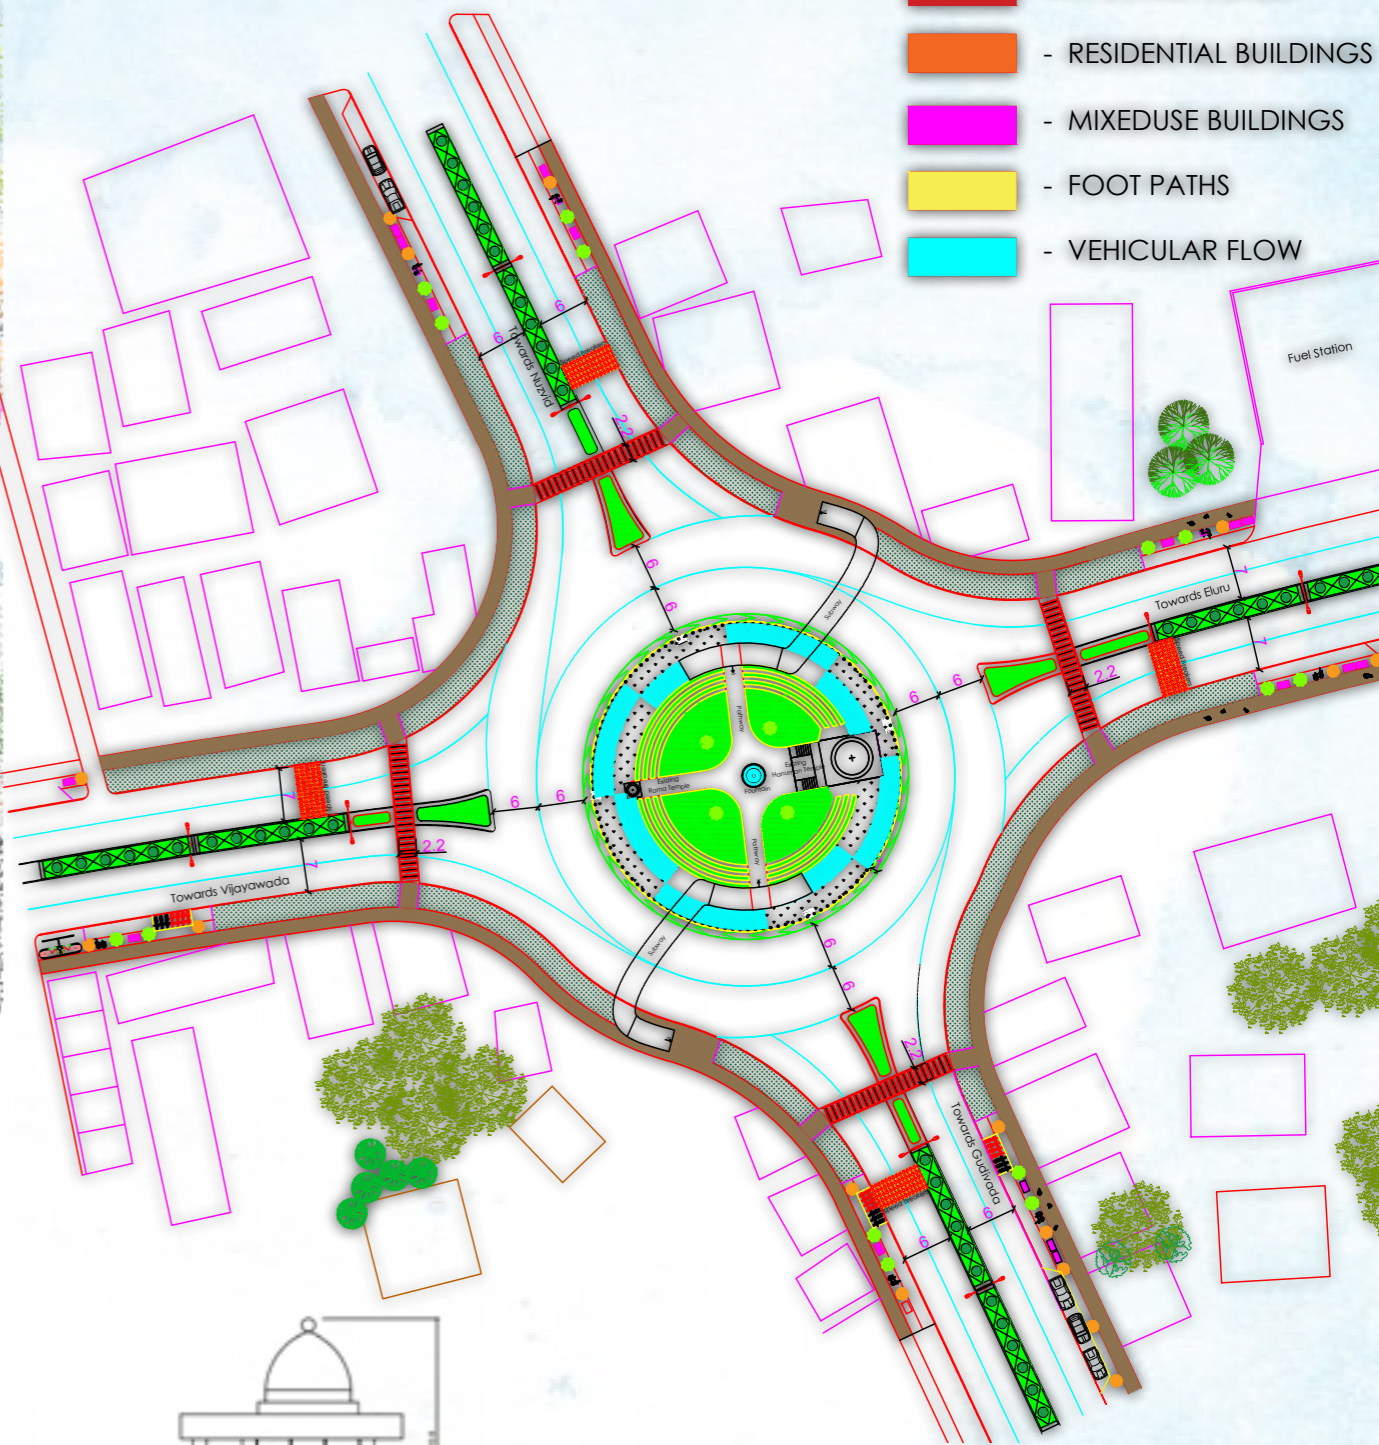 - RESIDENTIAL BUILDINGS
- MIXEDUSE BUILDINGS
- FOOT PATHS
- VEHICULAR FLOW
Fuel Station
6
6
Towards Nuzvid
2.2
6
6
Subway
Towards Eluru
7
7
6
6
2.2
Pathway
Existing
Hanuman Temple
Existing
Rama Temple
Fountain
Pathway
7
6
6
2.2
7
Towards Vijayawada
Subway
6
6
2.2
Towards Gudivada
6
6